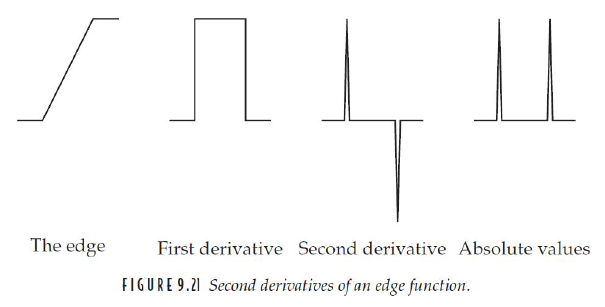 The edge First derivative Second derivative Absolute values
FIGURE 9.21 Second derivatives of an edge function.